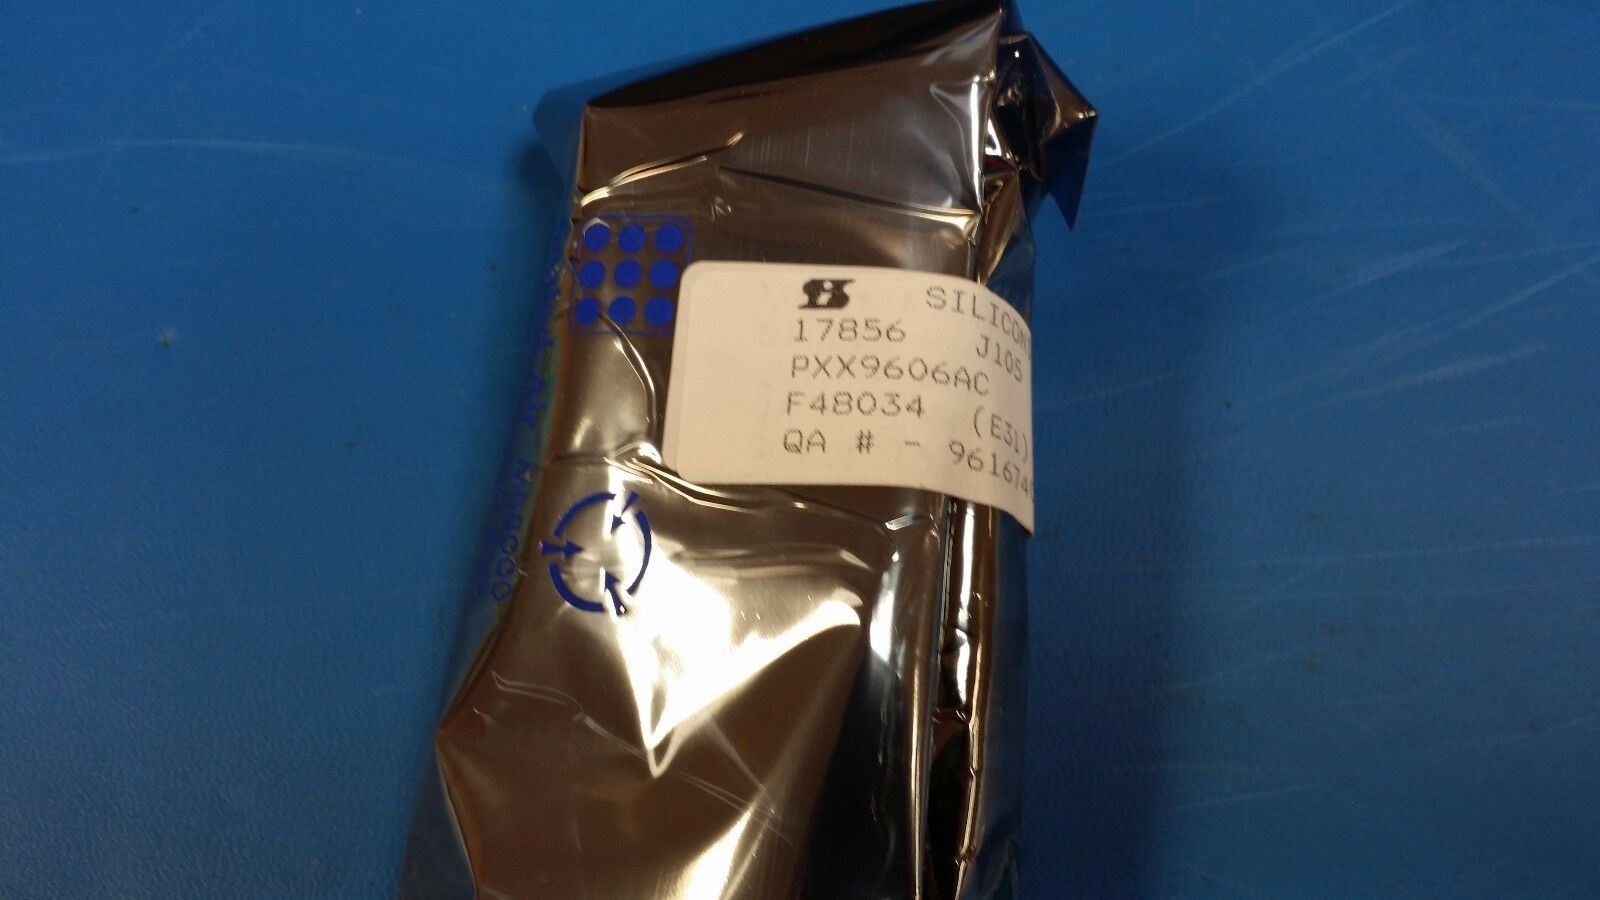 SILICON
17856 J105
PXX9606AC
F48034 (E31)
QA # - 961674